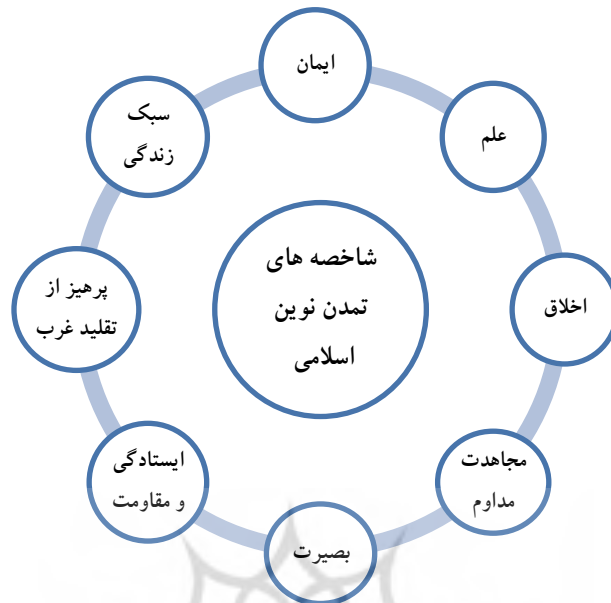 شاخصه های
تمدن نوین
اسلامی
ایمان
علم
اخلاق
مجاهدت
مداوم
بصیرت
ایستادگی
و مقاومت
پرهیز از
تقلید غرب
سبک
زندگی